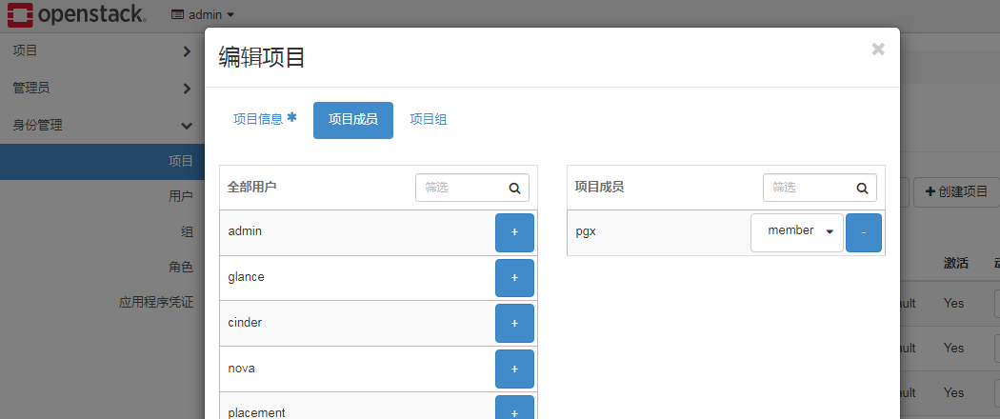 openstack. admin
项目
编辑项目
管理员
项目信息 * 项目成员 项目组
身份管理
项目
全部用户 筛选 项目成员 筛选
用户
+ 创建项目
admin + pgx member -
组
角色
激活
glance +
应用程序凭证
ault Yes
cinder +
ault Yes
nova +
ault Yes
placement +